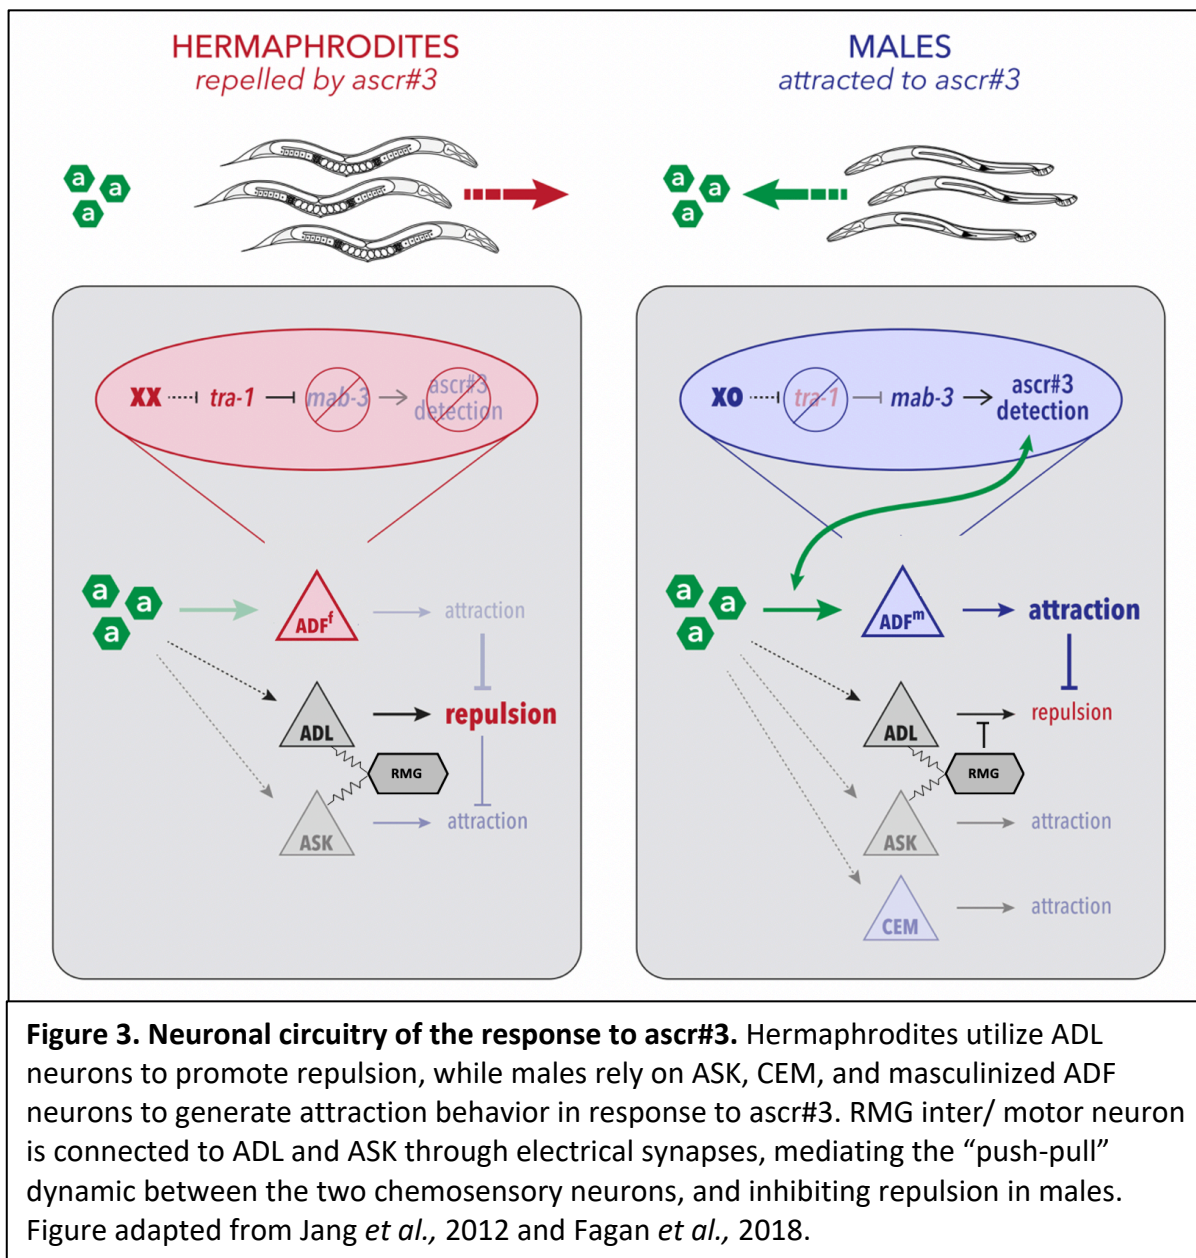 HERMAPHRODITES
repelled by ascr#3
a
a
a
XX tra-1 mab-3 ascr#3
detection
a
a
a
ADFf attraction
ADL repulsion
RMG
ASK attraction
MALES
attracted to ascr#3
a
a
a
XO tra-1 mab-3 ascr#3
detection
a
a
a
ADFm attraction
ADL repulsion
RMG
ASK attraction
CEM attraction
Figure 3. Neuronal circuitry of the response to ascr#3. Hermaphrodites utilize ADL
neurons to promote repulsion, while males rely on ASK, CEM, and masculinized ADF
neurons to generate attraction behavior in response to ascr#3. RMG inter/ motor neuron
is connected to ADL and ASK through electrical synapses, mediating the “push-pull”
dynamic between the two chemosensory neurons, and inhibiting repulsion in males.
Figure adapted from Jang et al., 2012 and Fagan et al., 2018.